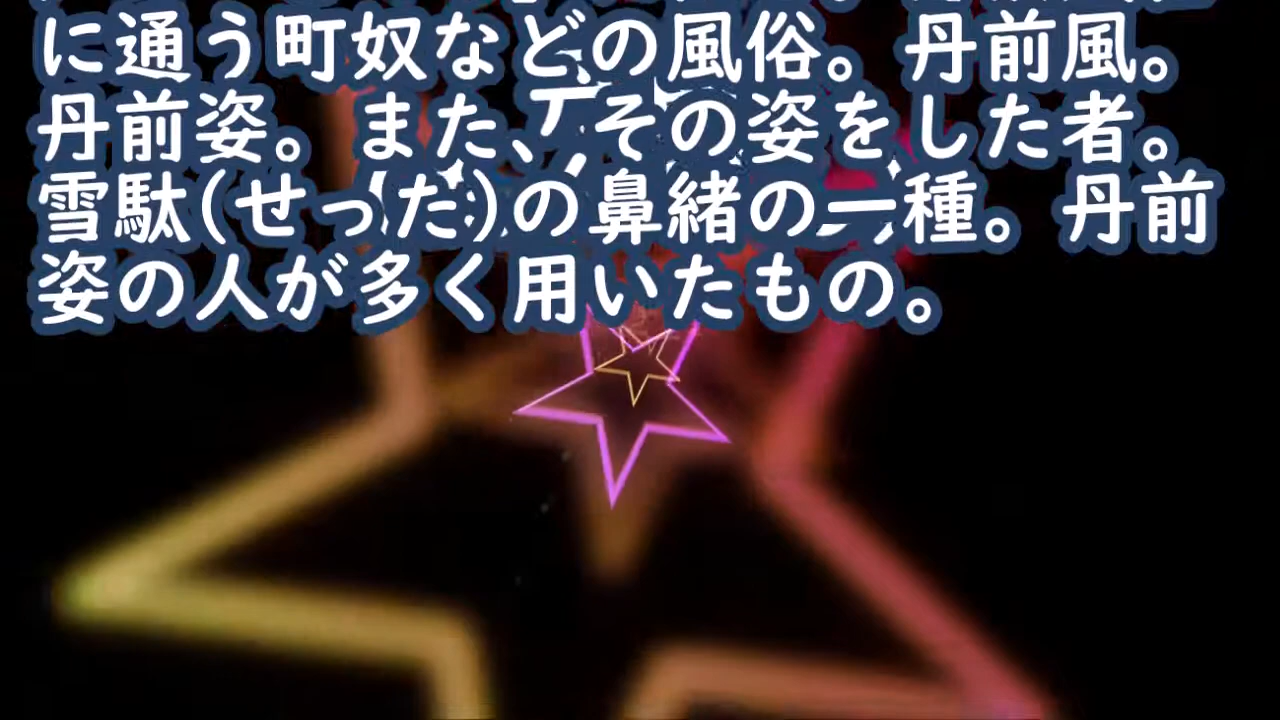 に通う町奴などの風俗。丹前風。
丹前姿。また、その姿をした者。
雪駄(せった)の鼻緒の一種。丹前
姿の人が多く用いたもの。